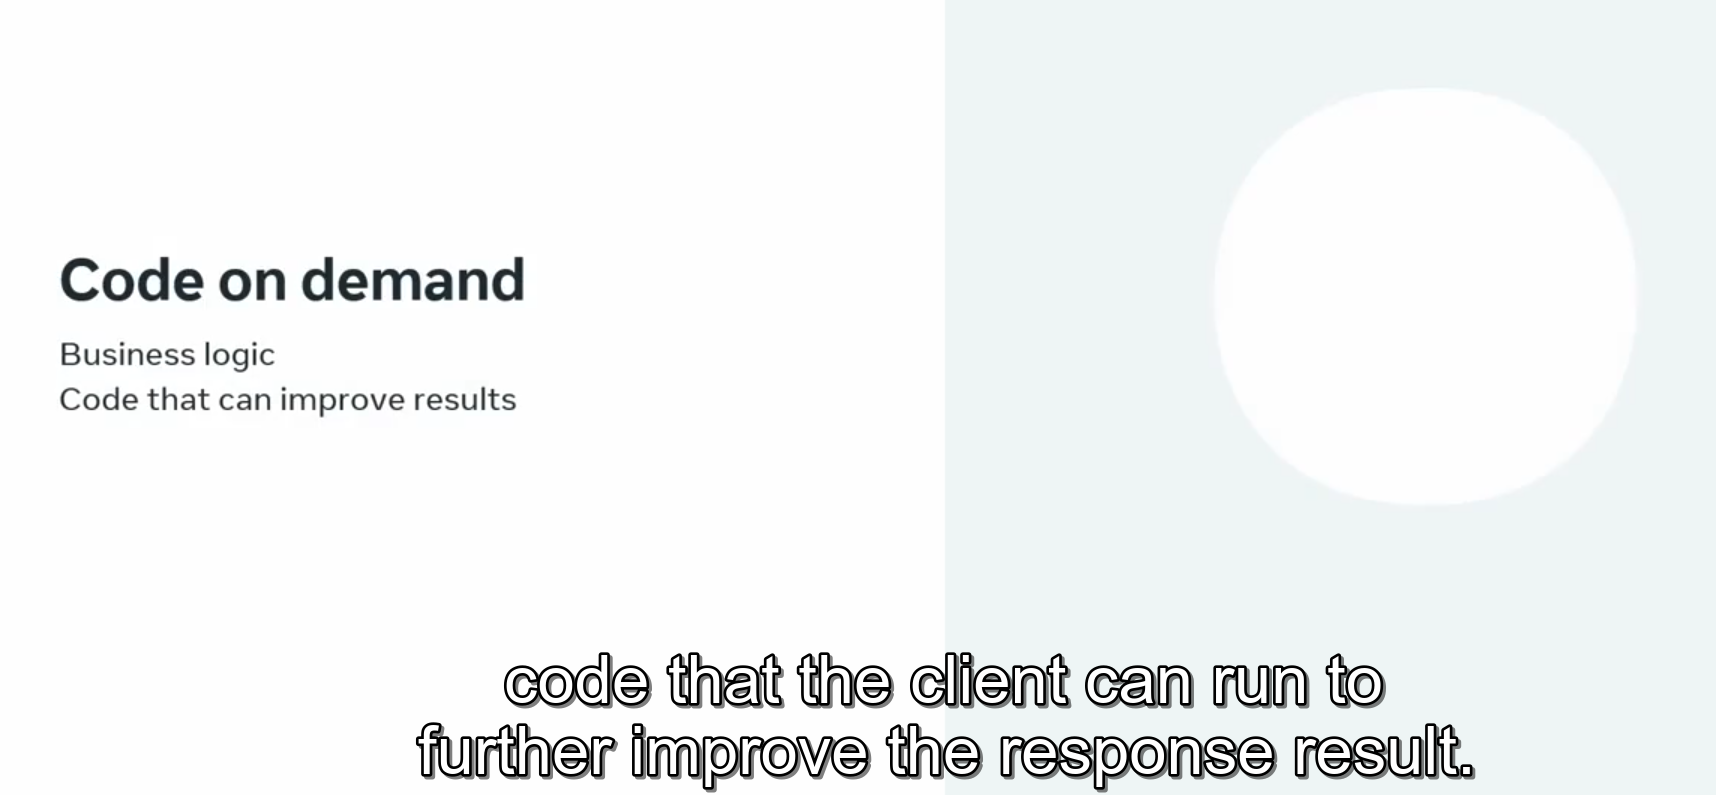 Code on demand
Business logic
Code that can improve results
code that the client can run to
further improve the response result.